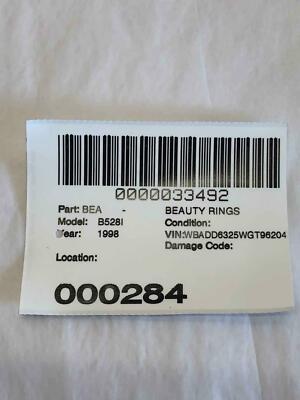 0000033492
Part: BEA - BEAUTY RINGS
Model: B528I Condition:
Year: 1998 VIN:WBADD6325WGT96204
Damage Code:
Location:
000284